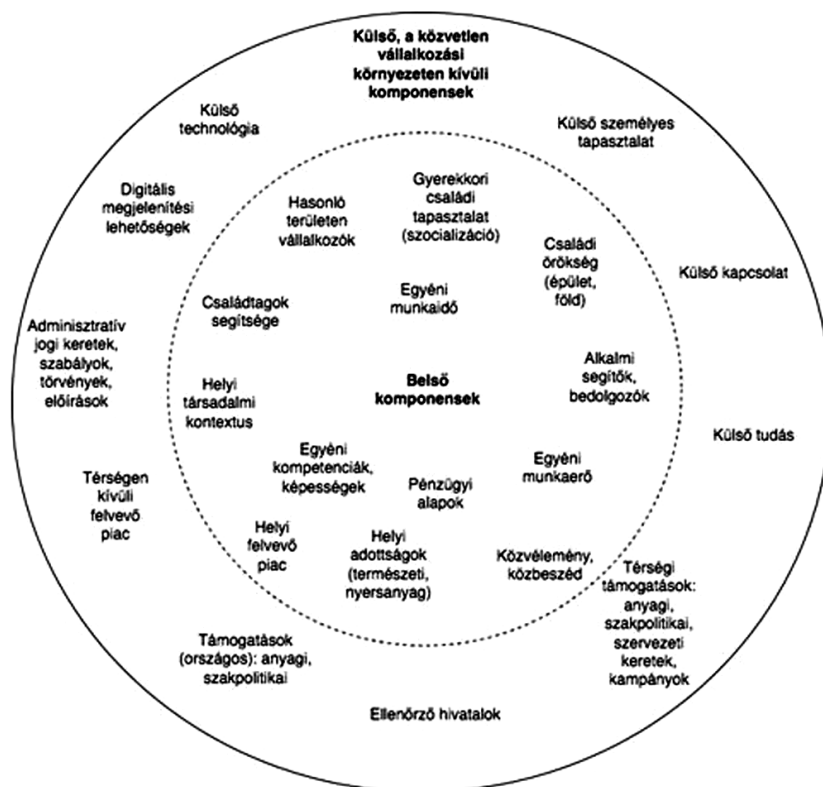 Külső, a közvetlen
vállalkozási
környezeten kívüli
komponensek
Külső
technológia
Külső személyes
tapasztalat
Digitális
megjelenítési
lehetőségek
Hasonló
területen
vállalkozók
Gyerekkori
családi
tapasztalat
(szocializáció)
Családi
örökség
(épület,
föld)
Külső kapcsolat
Családtagok
segítsége
Egyéni
munkaidő
Adminisztratív
jogi keretek,
szabályok,
törvények,
előírások
Helyi
társadalmi
kontextus
Belső
komponensek
Alkalmi
segítők,
bedolgozók
Külső tudás
Egyéni
kompetenciák,
képességek
Pénzügyi
alapok
Egyéni
munkaerő
Térségen
kívüli
felvevő
piac
Helyi
felvevő
piac
Helyi
adottságok
(természeti,
nyersanyag)
Közvélemény,
közbeszéd
Térségi
támogatások:
anyagi,
szakpolitikai,
szervezeti
keretek,
kampányok
Támogatások
(országos): anyagi,
szakpolitikai
Ellenőrző hivatalok